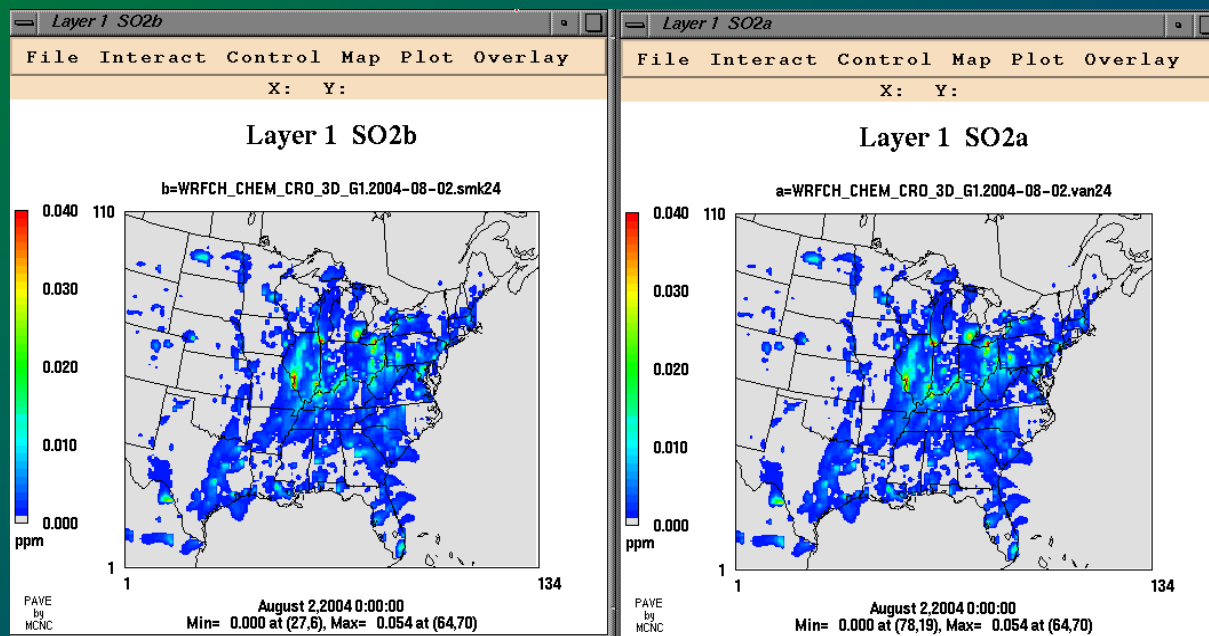 Layer 1 SO2b
File Interact Control Map Plot Overlay
X: Y:
Layer 1 SO2b
b=WRFCH_CHEM_CRO_3D_G1.2004-08-02.smk24
0.040
0.030
0.020
0.010
0.000
ppm
110
1
1
134
PAVE
by
MCNC
August 2,2004 0:00:00
Min= 0.000 at (27,6), Max= 0.054 at (64,70)
Layer 1 SO2a
File Interact Control Map Plot Overlay
X: Y:
Layer 1 SO2a
a=WRFCH_CHEM_CRO_3D_G1.2004-08-02.van24
0.040
0.030
0.020
0.010
0.000
ppm
110
1
1
134
PAVE
by
MCNC
August 2,2004 0:00:00
Min= 0.000 at (78,19), Max= 0.054 at (64,70)